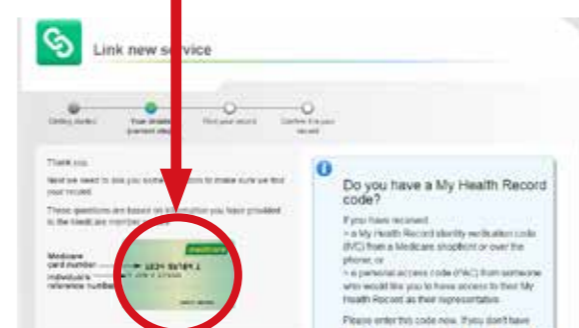 Link new service
Getting started
Your details
(current step)
Find your record
Confirm it is your
record
Thank you.
Next we need to ask you some questions to make sure we find
your record.
These questions are based on information you have provided
to the Medicare
Medicare
card number
individual's
reference number
medicare
Do you have a My Health Record
code?
If you have received:
> a My Health Record identity verification code
(IVC) from a Medicare shopfront or over the
phone; or
> a personal access code (PAC) from someone
who would like you to have access to their My
Health Record as their representative.
Please enter this code now. If you don't have